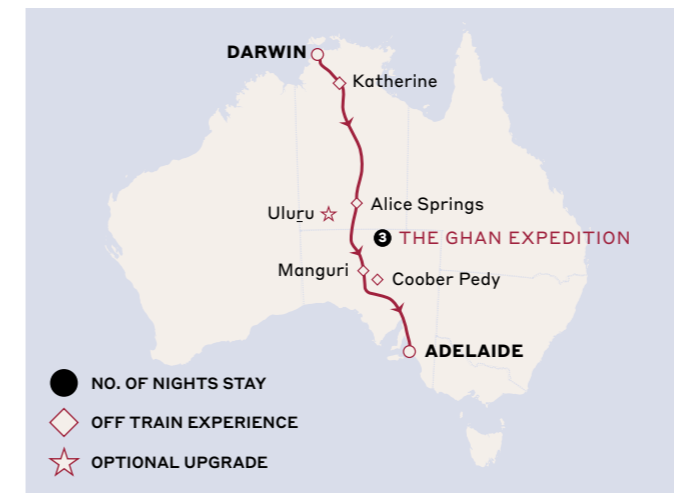 DARWIN
Katherine
Alice Springs
Uluṟu
3 THE GHAN EXPEDITION
Manguri
Coober Pedy
ADELAIDE
NO. OF NIGHTS STAY
OFF TRAIN EXPERIENCE
OPTIONAL UPGRADE